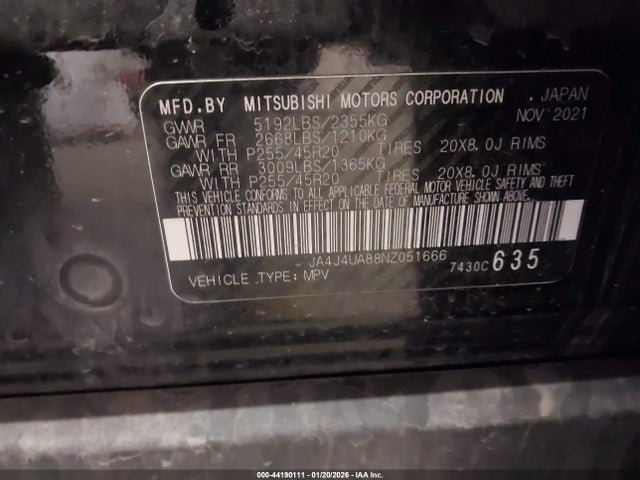 MFD.BY MITSUBISHI MOTORS CORPORATION , JAPAN
NOV 2021
GVWR 5192LBS/2355KG
GAWR FR 2668LBS/1210KG
WITH P255/45R20 TIRES 20X8.0J RIMS
GAWR RR 3009LBS/1365KG
WITH P255/45R20 TIRES 20X8.0J RIMS
THIS VEHICLE CONFORMS TO ALL APPLICABLE FEDERAL MOTOR VEHICLE SAFETY AND THEFT
PREVENTION STANDARDS IN EFFECT ON THE DATE OF MANUFACTURE SHOWN ABOVE.
JA4J4UA88NZ051666
7430C 635
VEHICLE TYPE: MPV
000-44190111 | 01/20/2026 | IAA Inc.